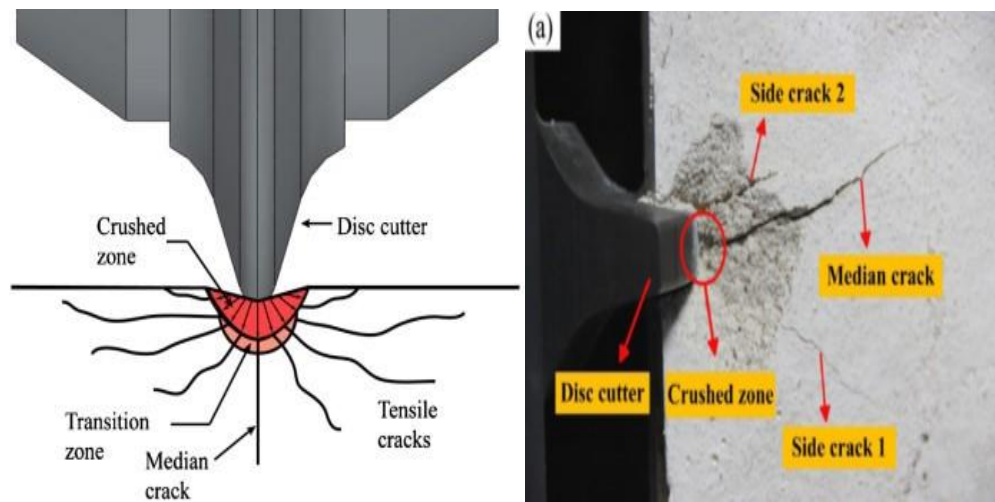 Crushed
zone
Disc cutter
Transition
zone
Median
crack
Tensile
cracks
(a)
Side crack 2
Median crack
Disc cutter
Crushed zone
Side crack 1